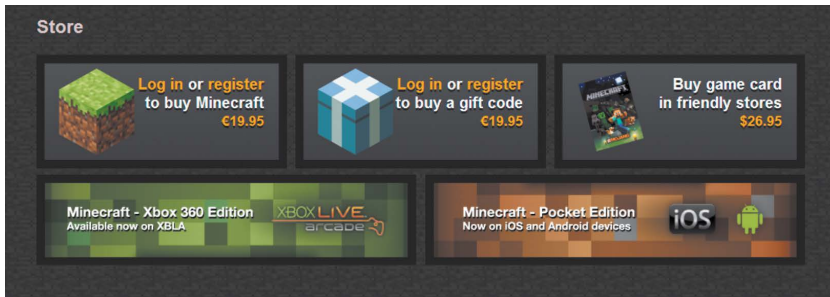 Store
Log in or register
to buy Minecraft
€19.95
Log in or register
to buy a gift code
€19.95
MINECRAFT
Buy game card
in friendly stores
$26.95
Minecraft - Xbox 360 Edition
Available now on XBLA
XBOX LIVE
arcade
Minecraft - Pocket Edition
Now on iOS and Android devices
iOS